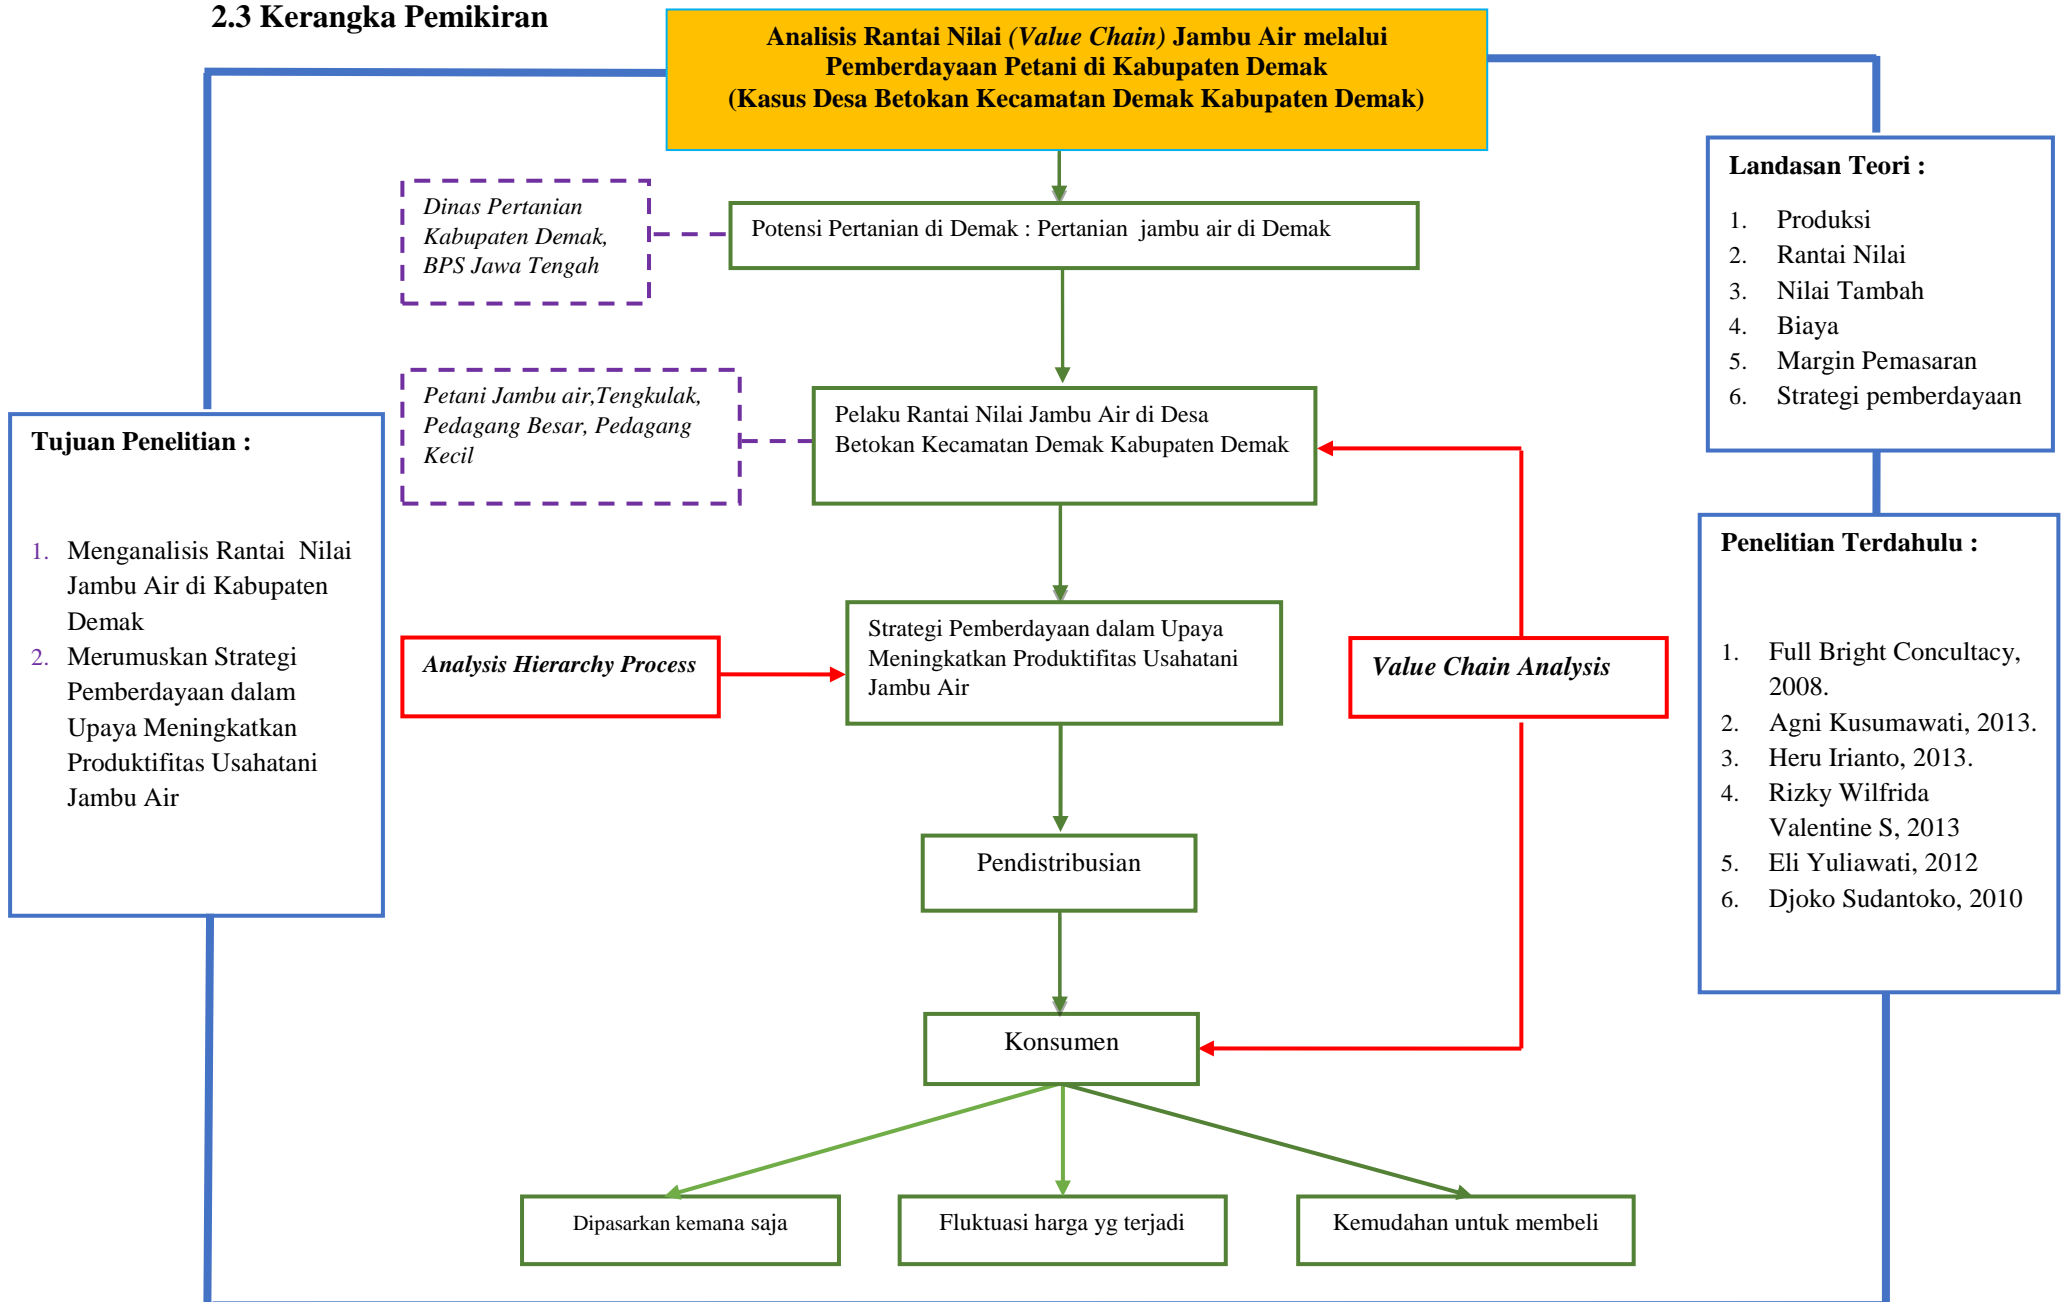 2.3 Kerangka Pemikiran
Analisis Rantai Nilai (Value Chain) Jambu Air melalui
Pemberdayaan Petani di Kabupaten Demak
(Kasus Desa Betokan Kecamatan Demak Kabupaten Demak)
Dinas Pertanian
Kabupaten Demak,
BPS Jawa Tengah
Potensi Pertanian di Demak : Pertanian jambu air di Demak
Landasan Teori :
1. Produksi
2. Rantai Nilai
3. Nilai Tambah
4. Biaya
5. Margin Pemasaran
6. Strategi pemberdayaan
Petani Jambu air,Tengkulak,
Pedagang Besar, Pedagang
Kecil
Pelaku Rantai Nilai Jambu Air di Desa
Betokan Kecamatan Demak Kabupaten Demak
Tujuan Penelitian :
1. Menganalisis Rantai Nilai
Jambu Air di Kabupaten
Demak
2. Merumuskan Strategi
Pemberdayaan dalam
Upaya Meningkatkan
Produktifitas Usahatani
Jambu Air
Analysis Hierarchy Process
Strategi Pemberdayaan dalam Upaya
Meningkatkan Produktifitas Usahatani
Jambu Air
Value Chain Analysis
Penelitian Terdahulu :
1. Full Bright Concultacy,
2008.
2. Agni Kusumawati, 2013.
3. Heru Irianto, 2013.
4. Rizky Wilfrida
Valentine S, 2013
5. Eli Yuliawati, 2012
6. Djoko Sudantoko, 2010
Pendistribusian
Konsumen
Dipasarkan kemana saja
Fluktuasi harga yg terjadi
Kemudahan untuk membeli